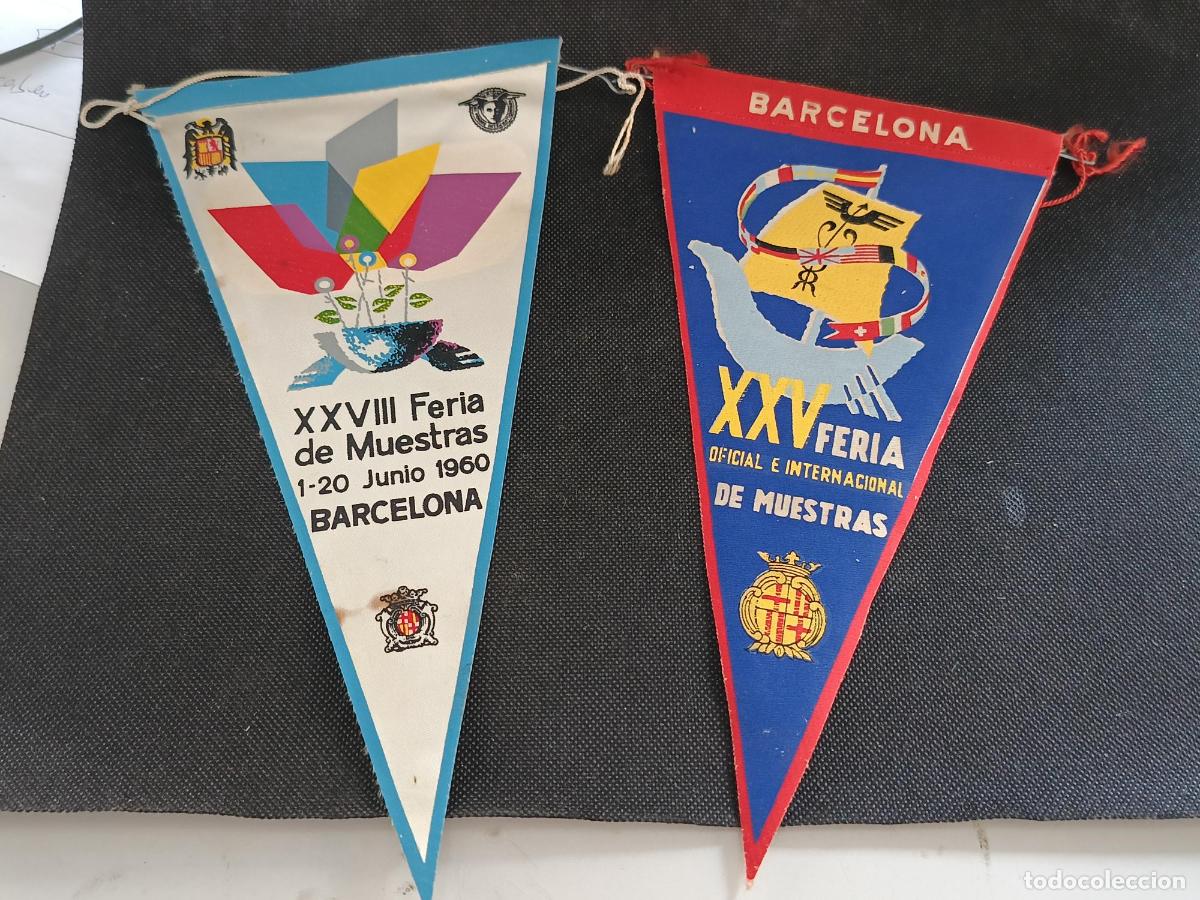 XXVIII Feria
de Muestras
1-20 Junio 1960
BARCELONA
BARCELONA
XXV FERIA
OFICIAL E INTERNACIONAL
DE MUESTRAS
todocoleccion